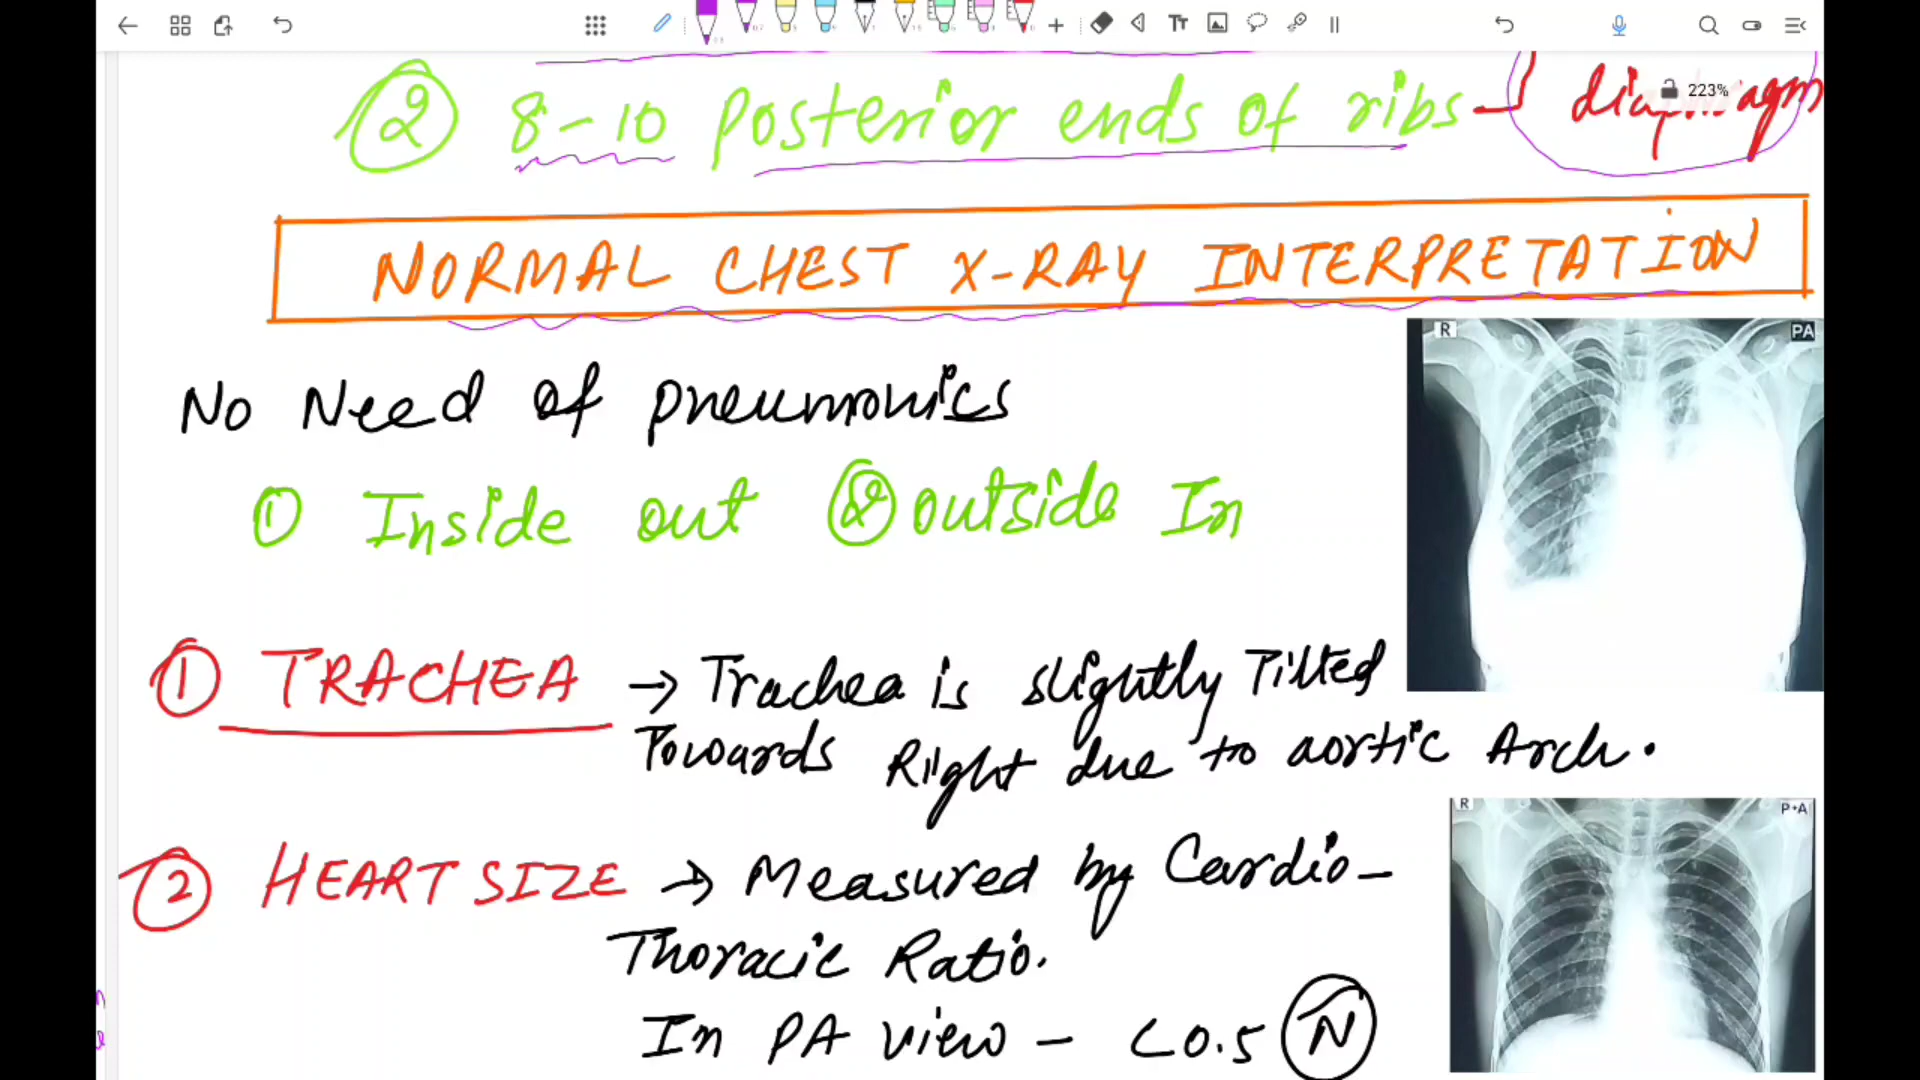 223%
② 8-10 posterior ends of ribs diaphragm
NORMAL CHEST X-RAY INTERPRETATION
R PA
No Need of pneumonics
① Inside out ② outside In
① TRACHEA → Trachea is slightly Tilted
Towards Right due to aortic Arch.
R P+A
② HEART SIZE → Measured by Cardio-
Thoracic Ratio.
In PA view - <0.5 N